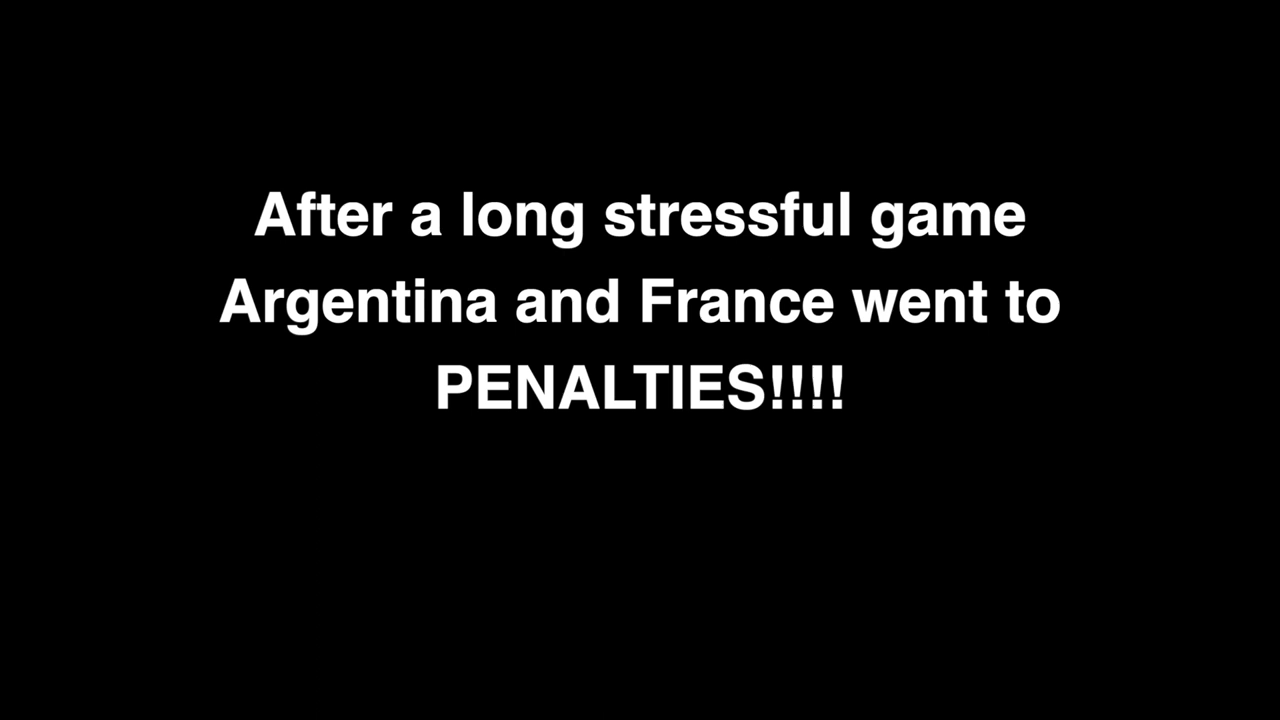 After a long stressful game
Argentina and France went to
PENALTIES!!!!